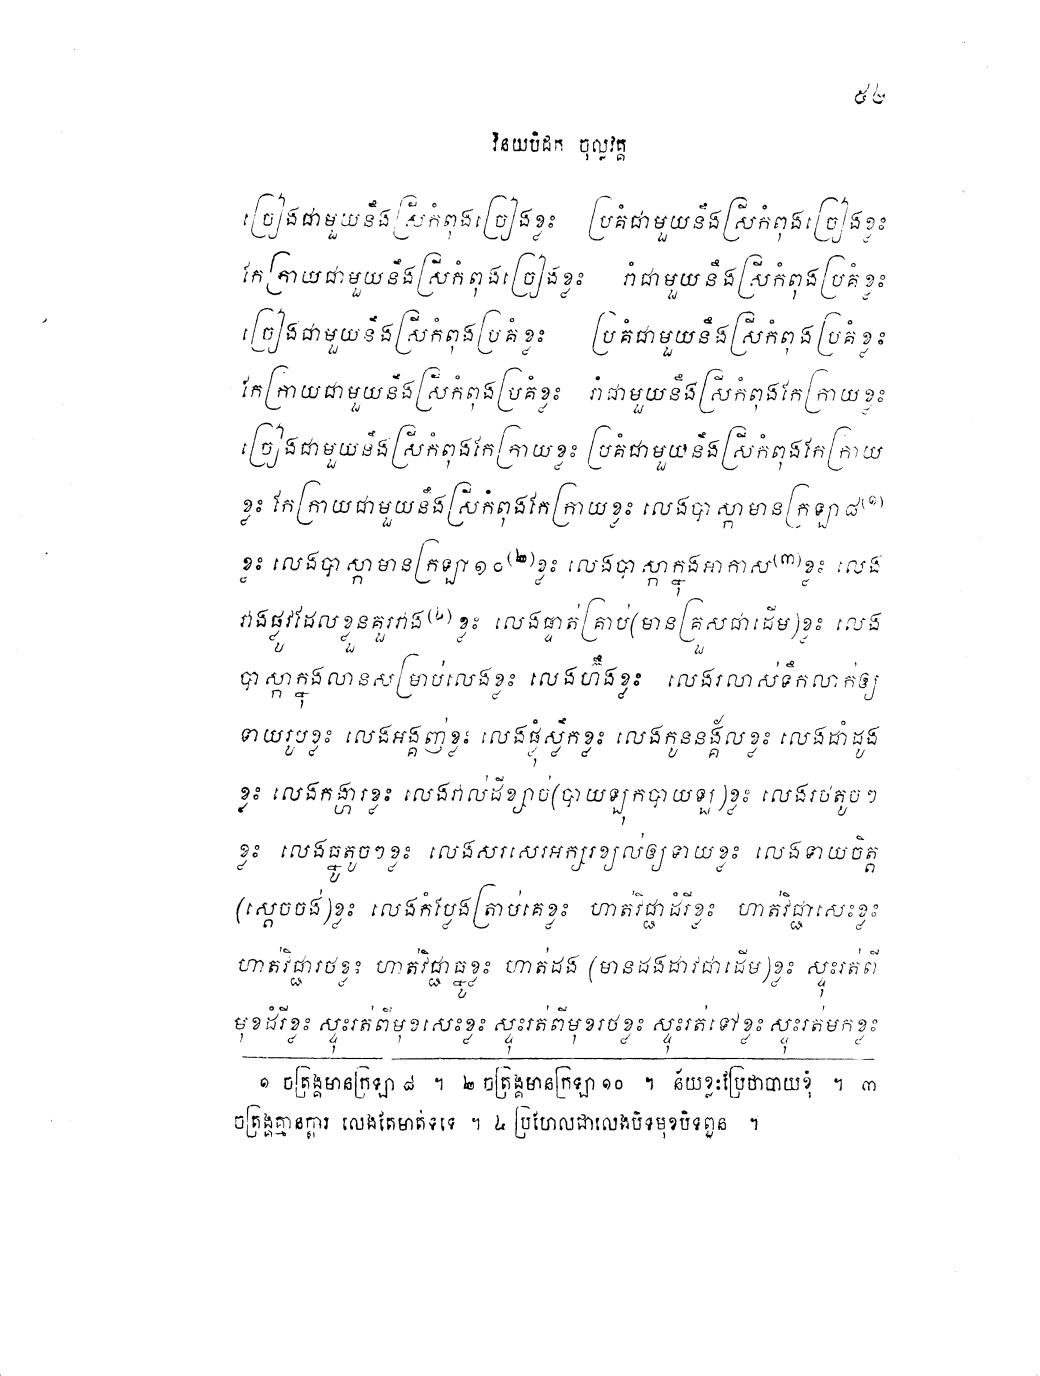 ៥៤
វិនយបិដក ចុល្លវគ្គ
ច្រៀងជាមួយនឹងស្រីកំពុងច្រៀងខ្លះ ប្រគំជាមួយនឹងស្រីកំពុងច្រៀងខ្លះ
កែក្រាយជាមួយនឹងស្រីកំពុងច្រៀងខ្លះ រាំជាមួយនឹងស្រីកំពុងប្រគំខ្លះ
ច្រៀងជាមួយនឹងស្រីកំពុងប្រគំខ្លះ ប្រគំជាមួយនឹងស្រីកំពុងប្រគំខ្លះ
កែក្រាយជាមួយនឹងស្រីកំពុងប្រគំខ្លះ រាំជាមួយនឹងស្រីកំពុងកែក្រាយខ្លះ
ច្រៀងជាមួយនឹងស្រីកំពុងកែក្រាយខ្លះ ប្រគំជាមួយនឹងស្រីកំពុងកែក្រាយ
ខ្លះ កែក្រាយជាមួយនឹងស្រីកំពុងកែក្រាយខ្លះ លេងបាស្កាមានក្រឡា ៨(១)
ខ្លះ លេងបាស្កាមានក្រឡា ១០(២)ខ្លះ លេងបាស្កាក្នុងអាកាស(៣)ខ្លះ លេង
វាងផ្លូវដែលខ្លួនគួរវាង(៤)ខ្លះ លេងផ្ទាត់គ្រាប់(មានគ្រួសជាដើម)ខ្លះ លេង
បាស្កាក្នុងលានសម្រាប់លេងខ្លះ លេងហ៊ឹងខ្លះ លេងរលាស់ទឹកលាក់ឲ្យ
ទាយរូបខ្លះ លេងអង្គញ់ខ្លះ លេងផ្លុំស្លឹកខ្លះ លេងកូននង្គ័លខ្លះ លេងដាំដូង
ខ្លះ លេងកង្ហារខ្លះ លេងវាល់ដីខ្សាច់(បាយឡុកបាយឡ)ខ្លះ លេងរថតូចៗ
ខ្លះ លេងធ្នូតូចៗខ្លះ លេងសរសេរអក្សរខ្យល់ឲ្យទាយខ្លះ លេងទាយចិត្ត
(ស្តេចចង់)ខ្លះ លេងកំប្លែងត្រាប់គេខ្លះ ហាត់វិជ្ជាដំរីខ្លះ ហាត់វិជ្ជាសេះខ្លះ
ហាត់វិជ្ជារថខ្លះ ហាត់វិជ្ជាធ្នូខ្លះ ហាត់ដង (មានដងដាវជាដើម)ខ្លះ ស្ទុះរត់ពី
មុខដំរីខ្លះ ស្ទុះរត់ពីមុខសេះខ្លះ ស្ទុះរត់ពីមុខរថខ្លះ ស្ទុះរត់ទៅខ្លះ ស្ទុះរត់មកខ្លះ
១ ចត្រង្គមានក្រឡា ៨ ។ ២ ចត្រង្គមានក្រឡា ១០ ។ ន័យខ្លះប្រែថាបាយខុំ ។ ៣
ចត្រង្គគ្មានក្តារ លេងតែមាត់ទទេ ។ ៤ ប្រហែលជាលេងបិទមុខបិទពួន ។